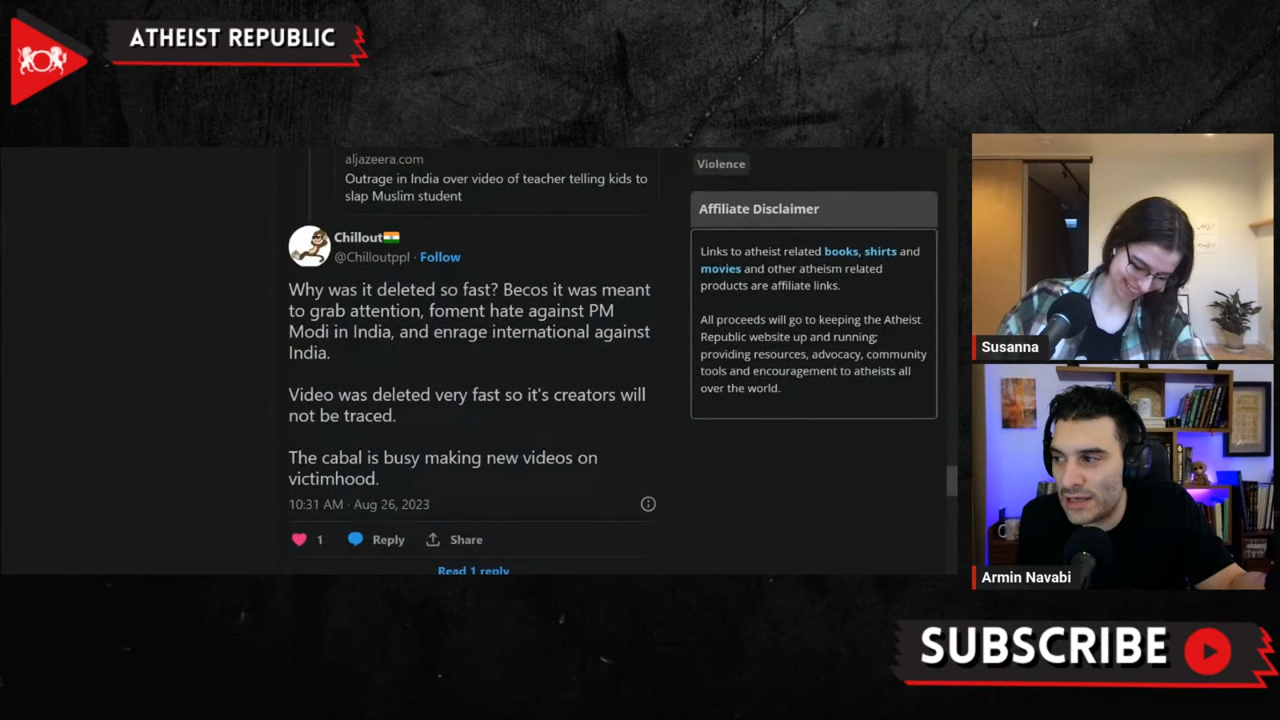 ATHEIST REPUBLIC
aljazeera.com
Outrage in India over video of teacher telling kids to
slap Muslim student
Chillout
@Chilloutppl · Follow
Why was it deleted so fast? Becos it was meant
to grab attention, foment hate against PM
Modi in India, and enrage international against
India.
Video was deleted very fast so it's creators will
not be traced.
The cabal is busy making new videos on
victimhood.
10:31 AM · Aug 26, 2023
1 Reply Share
Read 1 reply
Violence
Affiliate Disclaimer
Links to atheist related books, shirts and
movies and other atheism related
products are affiliate links.
All proceeds will go to keeping the Atheist
Republic website up and running;
providing resources, advocacy, community
tools and encouragement to atheists all
over the world.
Susanna
Armin Navabi
SUBSCRIBE